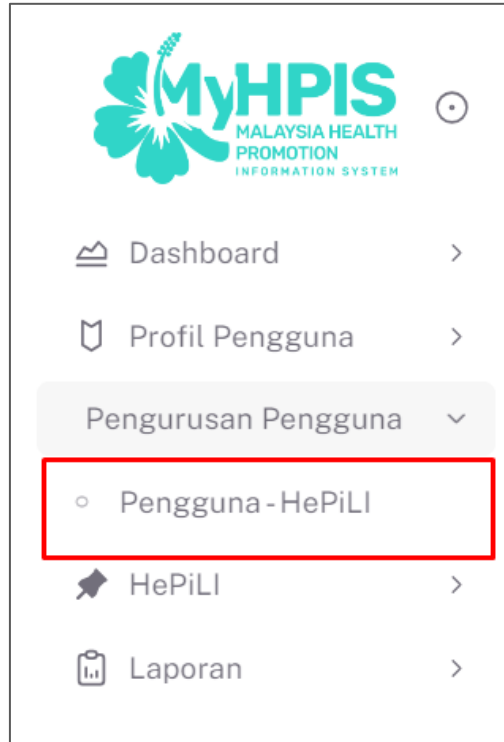 MyHPIS
MALAYSIA HEALTH
PROMOTION
INFORMATION SYSTEM
Dashboard
Profil Pengguna
Pengurusan Pengguna
Pengguna - HePiLI
HePiLI
Laporan